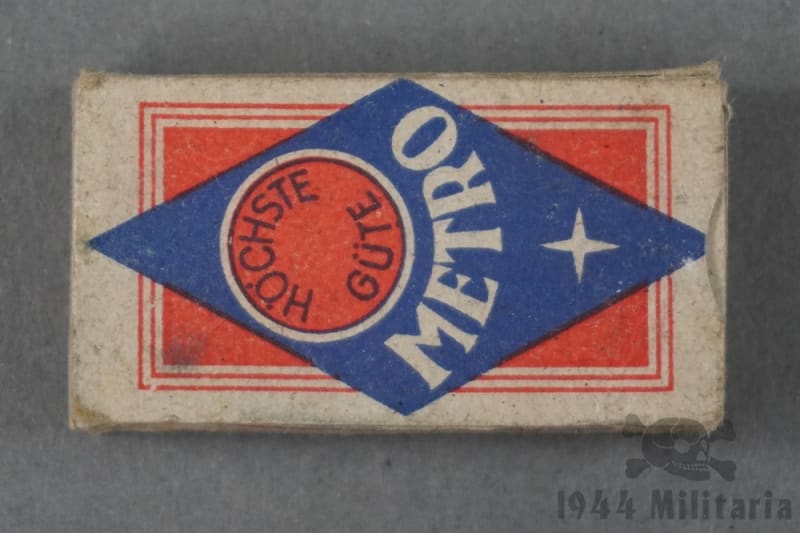 HÖCHSTE
GÜTE
METRO
1944 Militaria